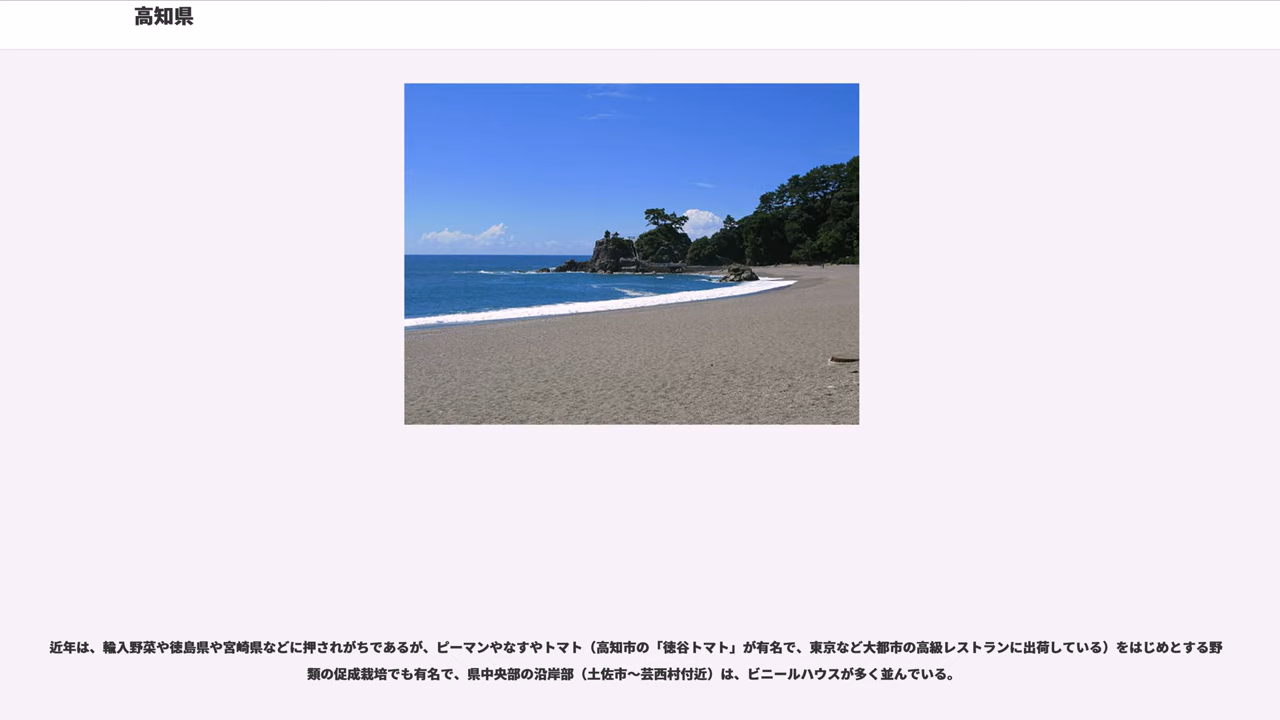 高知県
近年は、輸入野菜や徳島県や宮崎県などに押されがちであるが、ピーマンやなすやトマト（高知市の「徳谷トマト」が有名で、東京など大都市の高級レストランに出荷している）をはじめとする野
類の促成栽培でも有名で、県中央部の沿岸部（土佐市〜芸西村付近）は、ビニールハウスが多く並んでいる。